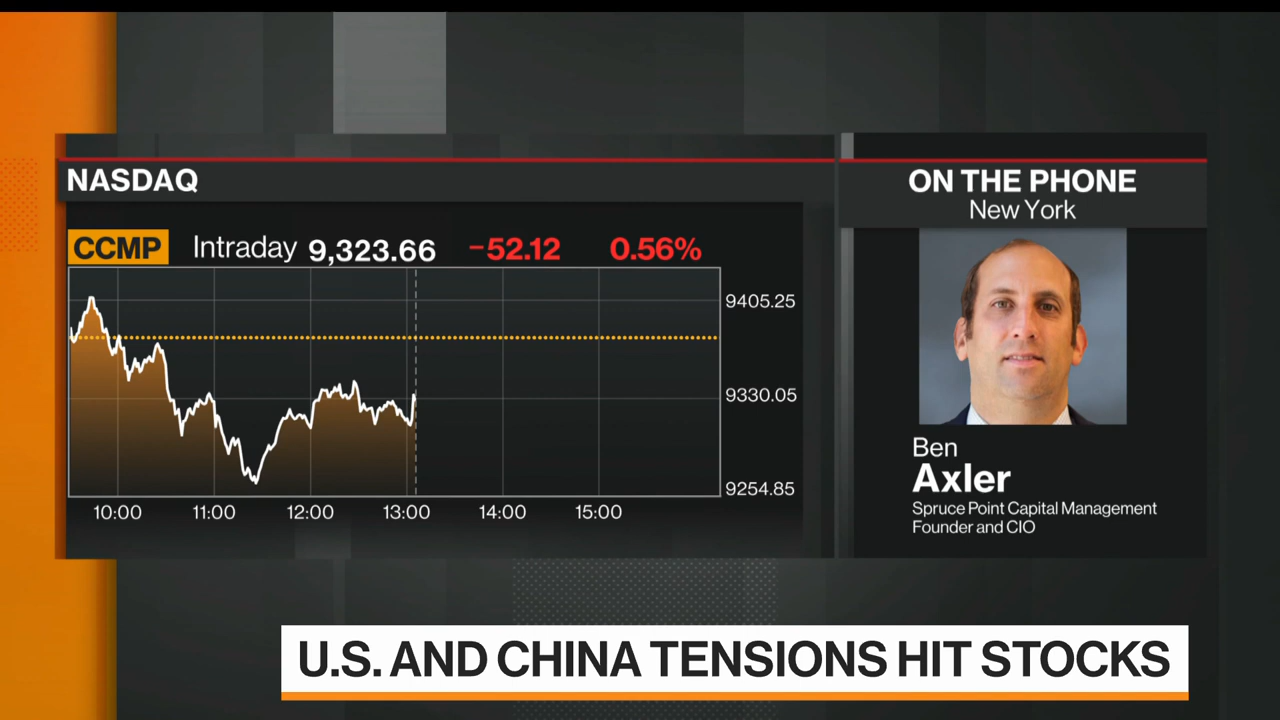 NASDAQ
CCMP Intraday 9,323.66 -52.12 0.56%
9405.25
9330.05
9254.85
10:00 11:00 12:00 13:00 14:00 15:00
ON THE PHONE
New York
Ben
Axler
Spruce Point Capital Management
Founder and CIO
U.S. AND CHINA TENSIONS HIT STOCKS